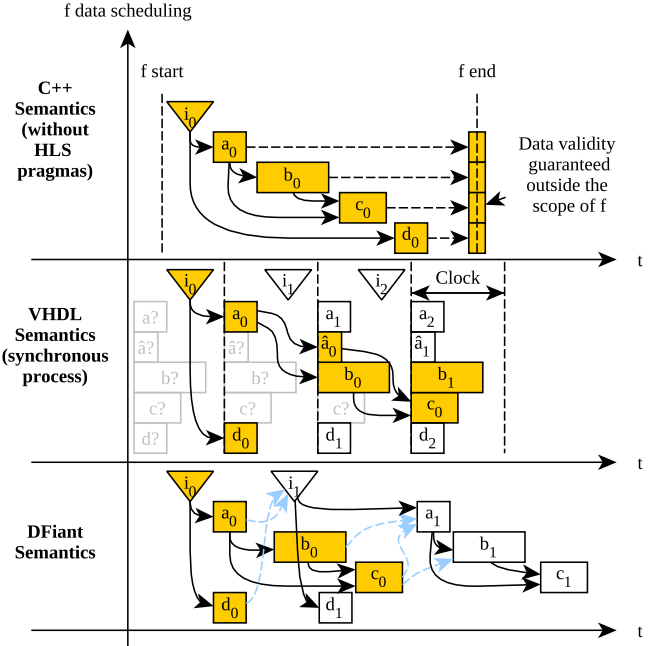 f data scheduling
f start
f end
C++
Semantics
(without
HLS
pragmas)
i0
a0
b0
c0
d0
Data validity
guaranteed
outside the
scope of f
t
VHDL
Semantics
(synchronous
process)
i0
i1
i2
Clock
a?
a0
a1
a2
â?
â?
â0
â1
b?
b?
b0
b1
c?
c?
c?
c0
d?
d0
d1
d2
t
DFiant
Semantics
i0
i1
a0
a1
b0
b1
c0
c1
d0
d1
t